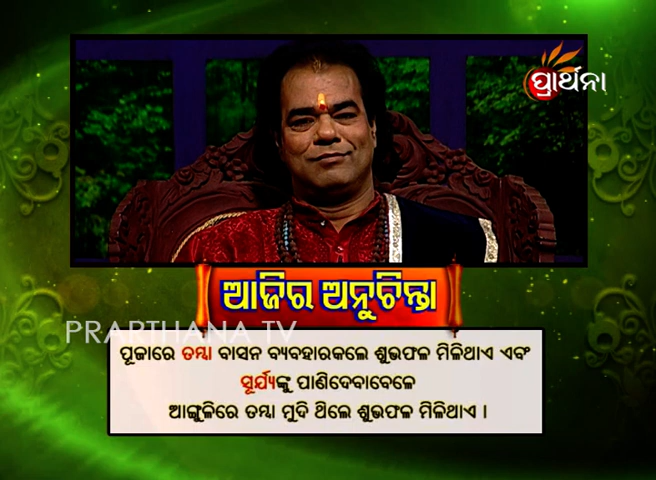 ପ୍ରାର୍ଥନା
ଆଜିର ଅନୁଚିନ୍ତା
PRARTHANA TV
ପୂଜାରେ ତମ୍ଭା ବାସନ ବ୍ୟବହାରକଲେ ଶୁଭଫଳ ମିଳିଥାଏ ଏବଂ
ସୂର୍ଯ୍ୟଙ୍କୁ ପାଣିଦେବାବେଳେ
ଆଙ୍ଗୁଳିରେ ତମ୍ଭା ମୁଦି ଥିଲେ ଶୁଭଫଳ ମିଳିଥାଏ ।